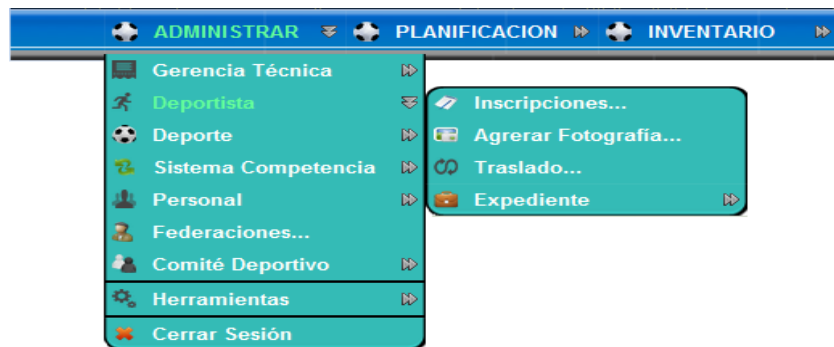 ADMINISTRAR PLANIFICACION INVENTARIO
Gerencia Técnica
Deportista
Deporte
Sistema Competencia
Personal
Federaciones...
Comité Deportivo
Herramientas
Cerrar Sesión
Inscripciones...
Agrerar Fotografía...
Traslado...
Expediente